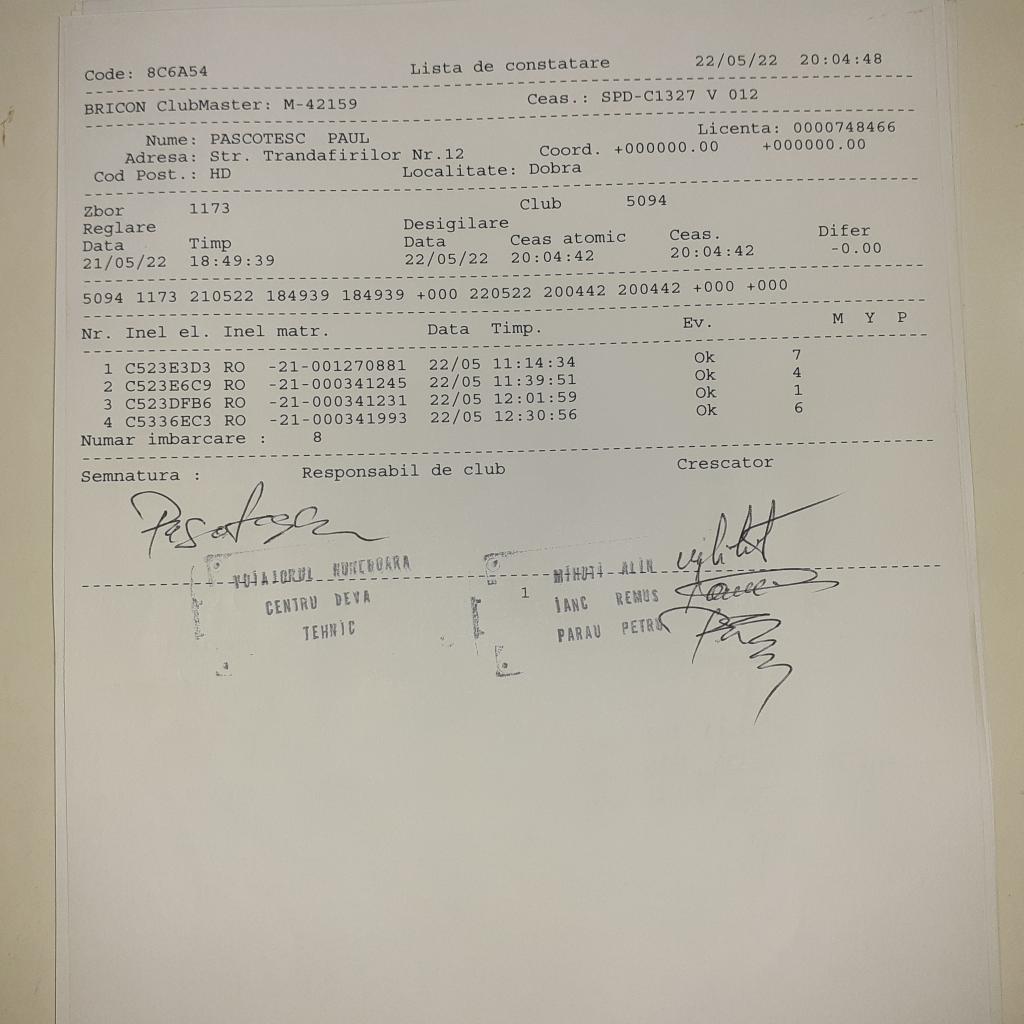 Code: 8C6A54 Lista de constatare 22/05/22 20:04:48
BRICON ClubMaster: M-42159 Ceas.: SPD-C1327 V 012
Nume: PASCOTESC PAUL Licenta: 0000748466
Adresa: Str. Trandafirilor Nr.12 Coord. +000000.00 +000000.00
Cod Post.: HD Localitate: Dobra
Zbor 1173 Club 5094
Reglare Desigilare
Data Timp Data Ceas atomic Ceas. Difer
21/05/22 18:49:39 22/05/22 20:04:42 20:04:42 -0.00
5094 1173 210522 184939 184939 +000 220522 200442 200442 +000 +000
Nr. Inel el. Inel matr. Data Timp. Ev. M Y P
1 C523E3D3 RO -21-001270881 22/05 11:14:34 Ok 7
2 C523E6C9 RO -21-000341245 22/05 11:39:51 Ok 4
3 C523DFB6 RO -21-000341231 22/05 12:01:59 Ok 1
4 C5336EC3 RO -21-000341993 22/05 12:30:56 Ok 6
Numar imbarcare : 8
Semnatura : Responsabil de club Crescator
HUNEDOARA
CENTRU DEVA
TEHNIC
1
ALIN
IANC REMUS
PARAU PETRU